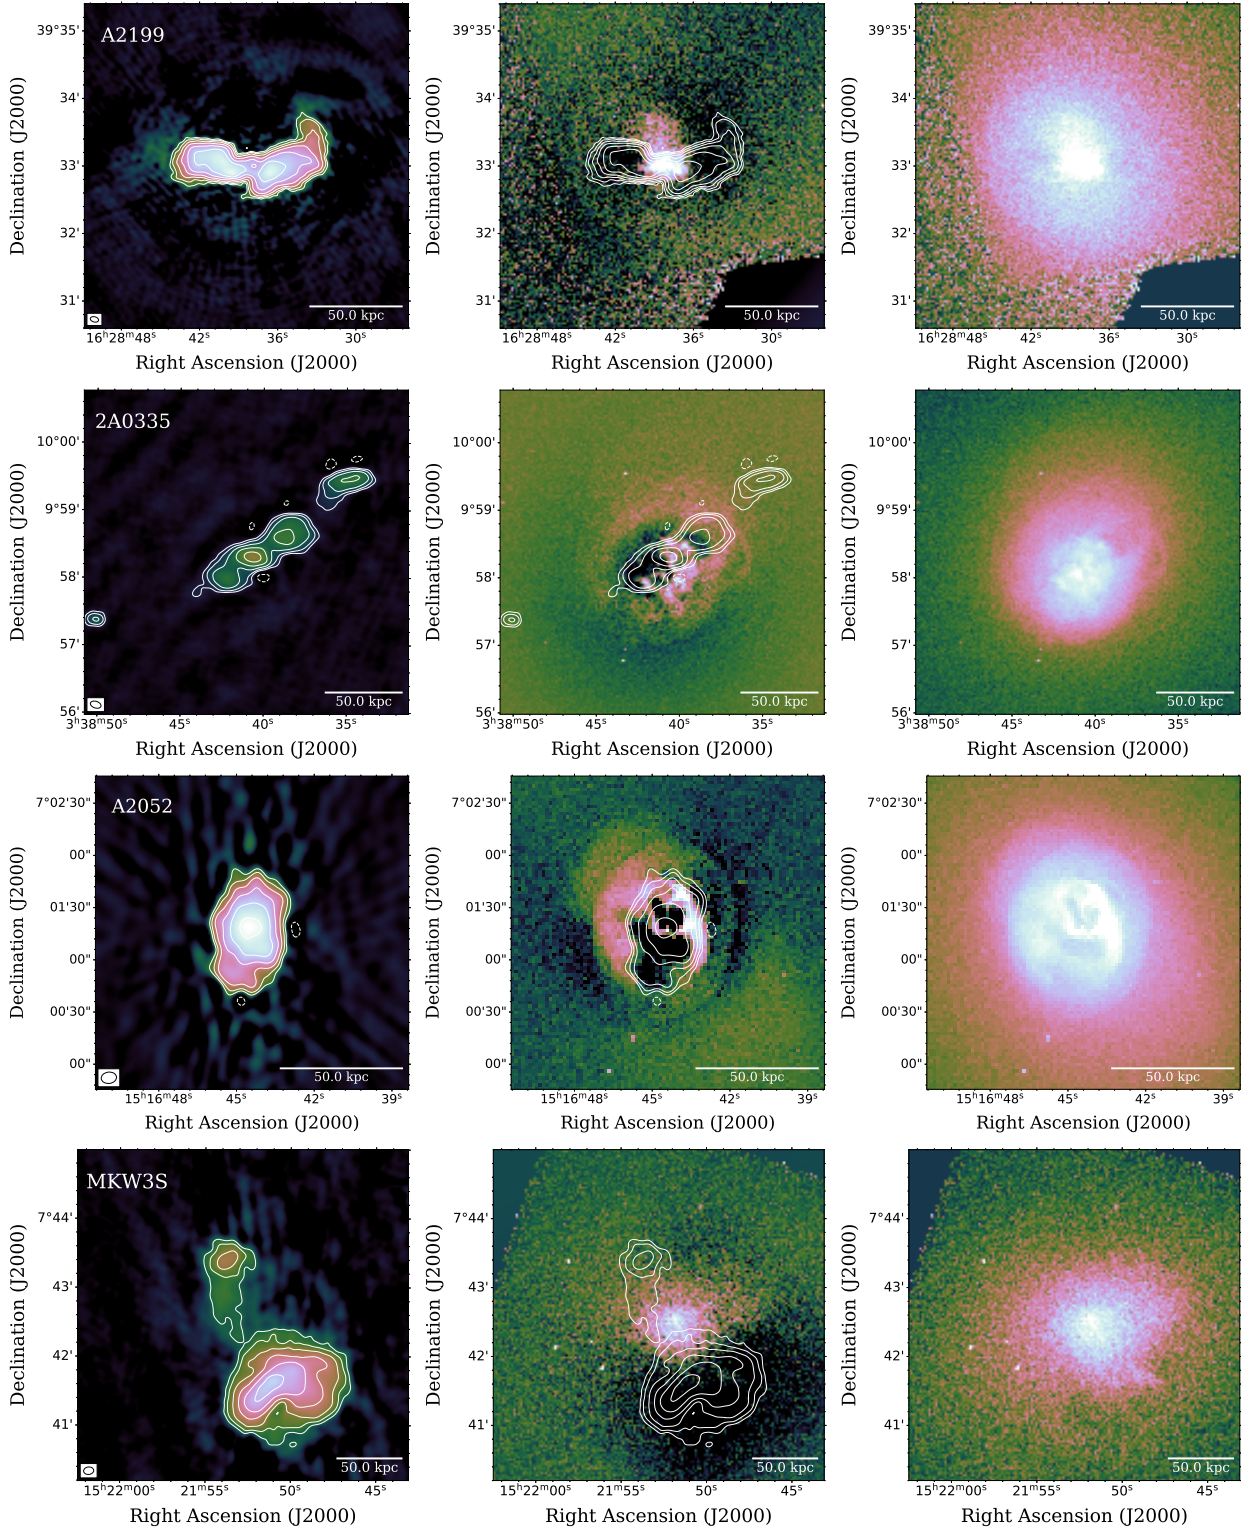 A2199
39°35'
34'
33'
32'
31'
Declination (J2000)
50.0 kpc
16ʰ28ᵐ48ˢ
42ˢ
36ˢ
30ˢ
Right Ascension (J2000)
39°35'
34'
33'
32'
31'
Declination (J2000)
50.0 kpc
16ʰ28ᵐ48ˢ
42ˢ
36ˢ
30ˢ
Right Ascension (J2000)
39°35'
34'
33'
32'
31'
Declination (J2000)
50.0 kpc
16ʰ28ᵐ48ˢ
42ˢ
36ˢ
30ˢ
Right Ascension (J2000)
2A0335
10°00'
9°59'
58'
57'
56'
Declination (J2000)
50.0 kpc
3ʰ38ᵐ50ˢ
45ˢ
40ˢ
35ˢ
Right Ascension (J2000)
10°00'
9°59'
58'
57'
56'
Declination (J2000)
50.0 kpc
3ʰ38ᵐ50ˢ
45ˢ
40ˢ
35ˢ
Right Ascension (J2000)
10°00'
9°59'
58'
57'
56'
Declination (J2000)
50.0 kpc
3ʰ38ᵐ50ˢ
45ˢ
40ˢ
35ˢ
Right Ascension (J2000)
A2052
7°02'30"
00"
01'30"
00"
00'30"
00"
Declination (J2000)
50.0 kpc
15ʰ16ᵐ48ˢ
45ˢ
42ˢ
39ˢ
Right Ascension (J2000)
7°02'30"
00"
01'30"
00"
00'30"
00"
Declination (J2000)
50.0 kpc
15ʰ16ᵐ48ˢ
45ˢ
42ˢ
39ˢ
Right Ascension (J2000)
7°02'30"
00"
01'30"
00"
00'30"
00"
Declination (J2000)
50.0 kpc
15ʰ16ᵐ48ˢ
45ˢ
42ˢ
39ˢ
Right Ascension (J2000)
MKW3S
7°44'
43'
42'
41'
Declination (J2000)
50.0 kpc
15ʰ22ᵐ00ˢ
21ᵐ55ˢ
50ˢ
45ˢ
Right Ascension (J2000)
7°44'
43'
42'
41'
Declination (J2000)
50.0 kpc
15ʰ22ᵐ00ˢ
21ᵐ55ˢ
50ˢ
45ˢ
Right Ascension (J2000)
7°44'
43'
42'
41'
Declination (J2000)
50.0 kpc
15ʰ22ᵐ00ˢ
21ᵐ55ˢ
50ˢ
45ˢ
Right Ascension (J2000)